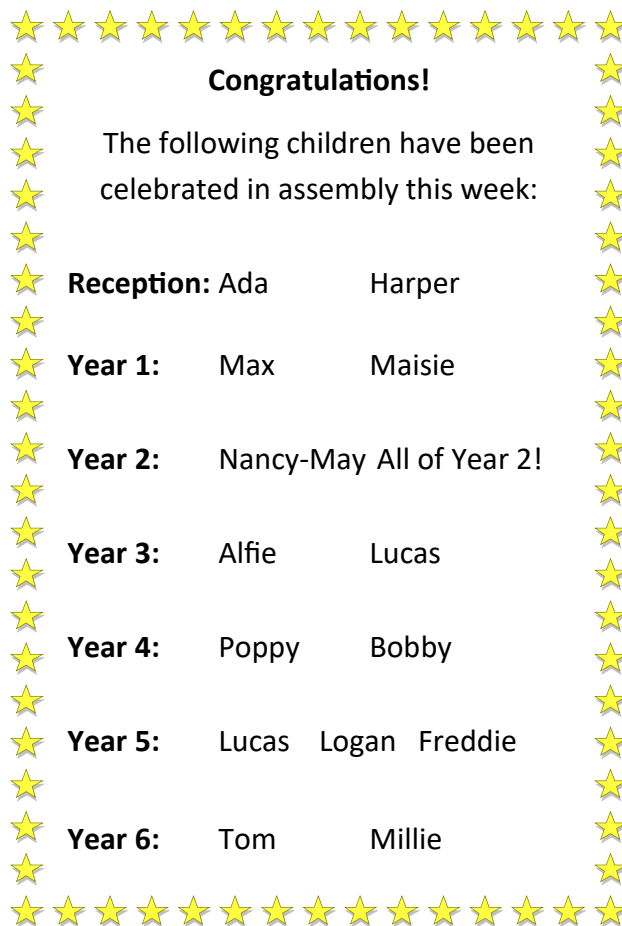 Congratulations!
The following children have been
celebrated in assembly this week:
Reception: Ada Harper
Year 1: Max Maisie
Year 2: Nancy-May All of Year 2!
Year 3: Alfie Lucas
Year 4: Poppy Bobby
Year 5: Lucas Logan Freddie
Year 6: Tom Millie